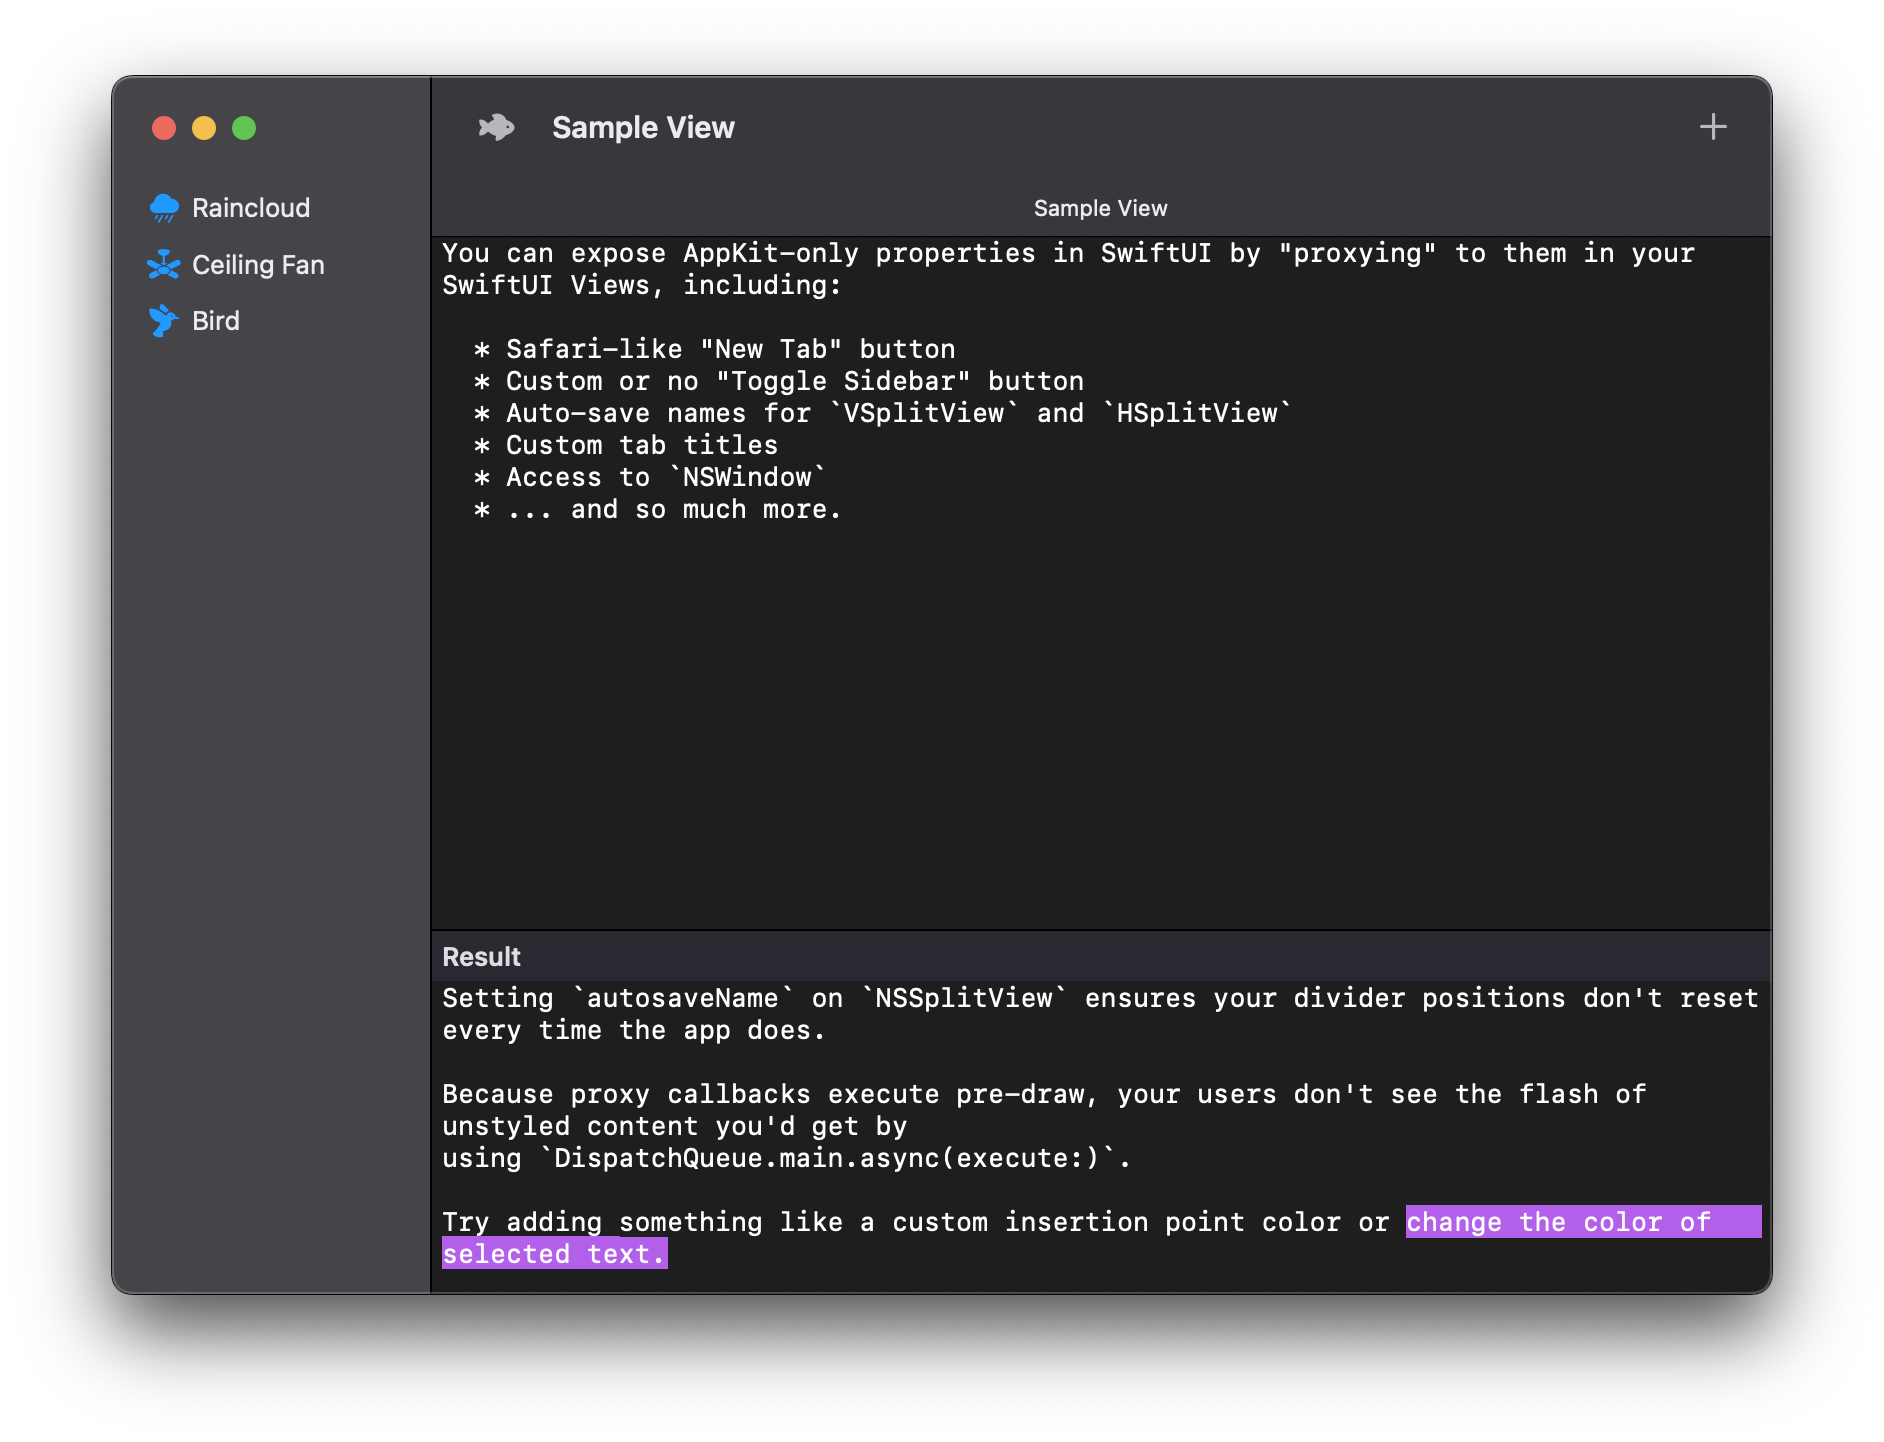 Sample View
Raincloud
Ceiling Fan
Bird
Sample View
You can expose AppKit-only properties in SwiftUI by "proxying" to them in your
SwiftUI Views, including:
* Safari-like "New Tab" button
* Custom or no "Toggle Sidebar" button
* Auto-save names for `VSplitView` and `HSplitView`
* Custom tab titles
* Access to `NSWindow`
* ... and so much more.
Result
Setting `autosaveName` on `NSSplitView` ensures your divider positions don't reset
every time the app does.
Because proxy callbacks execute pre-draw, your users don't see the flash of
unstyled content you'd get by
using `DispatchQueue.main.async(execute:)`.
Try adding something like a custom insertion point color or change the color of
selected text.